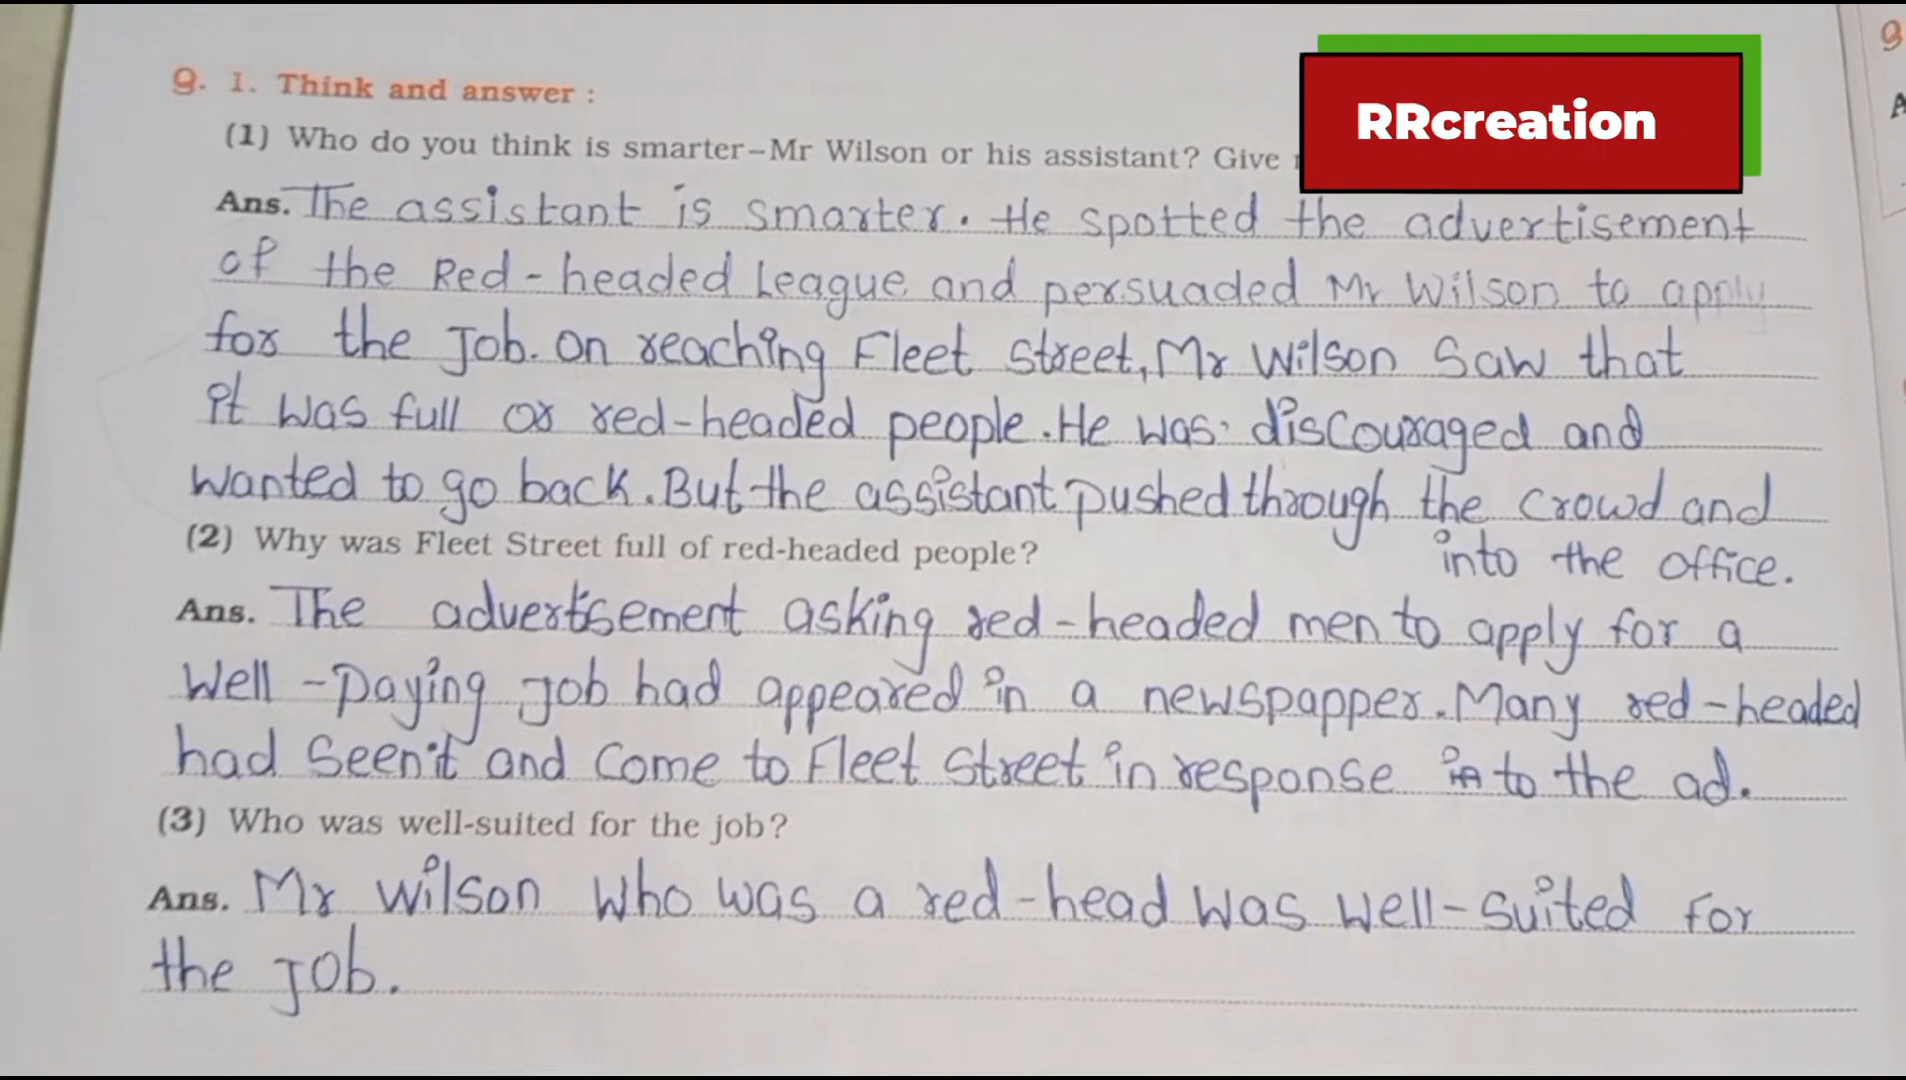 Q. 1. Think and answer :
RRcreation
(1) Who do you think is smarter–Mr Wilson or his assistant? Give
Ans. The assistant is smarter. He spotted the advertisement
of the Red-headed League and persuaded Mr Wilson to apply
for the Job. on reaching Fleet street, Mr Wilson Saw that
it was full or red-headed people. He was discouraged and
wanted to go back. But the assistant pushed through the crowd and
into the office.
(2) Why was Fleet Street full of red-headed people?
Ans. The advertisement asking red-headed men to apply for a
Well-paying job had appeared in a newspapper. Many red-headed
had seen it and come to Fleet street in response to the ad.
(3) Who was well-suited for the job?
Ans. Mr Wilson who was a red-head was well-suited for
the job.